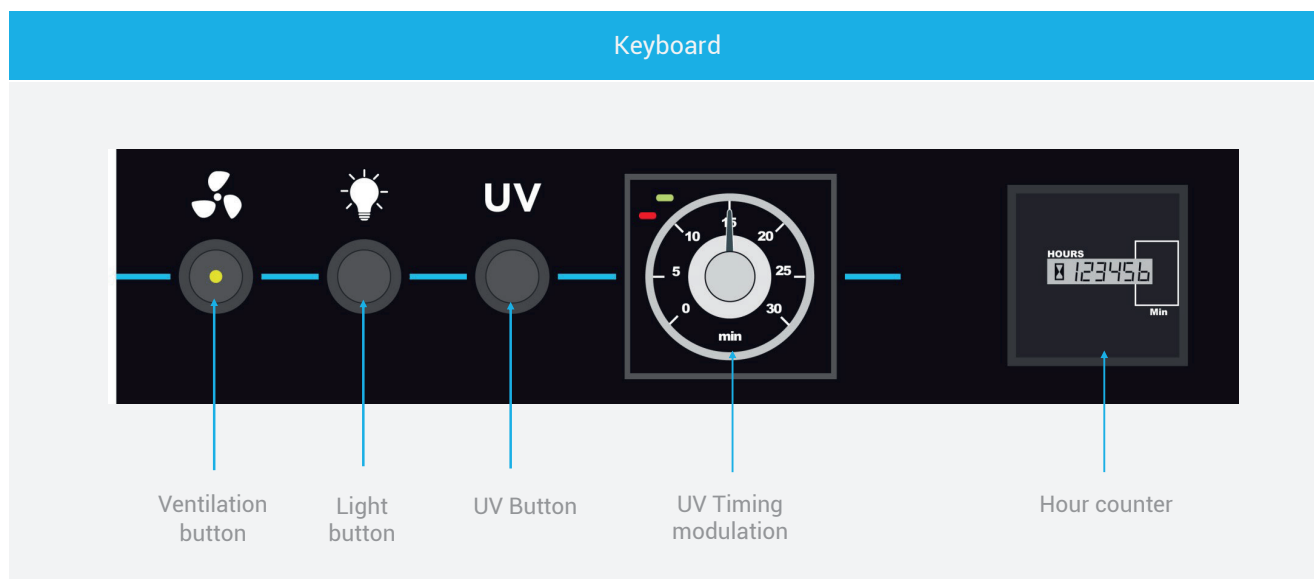 Keyboard
UV
10
15
20
5
25
0
30
min
HOURS
123456
Min
Ventilation
button
Light
button
UV Button
UV Timing
modulation
Hour counter